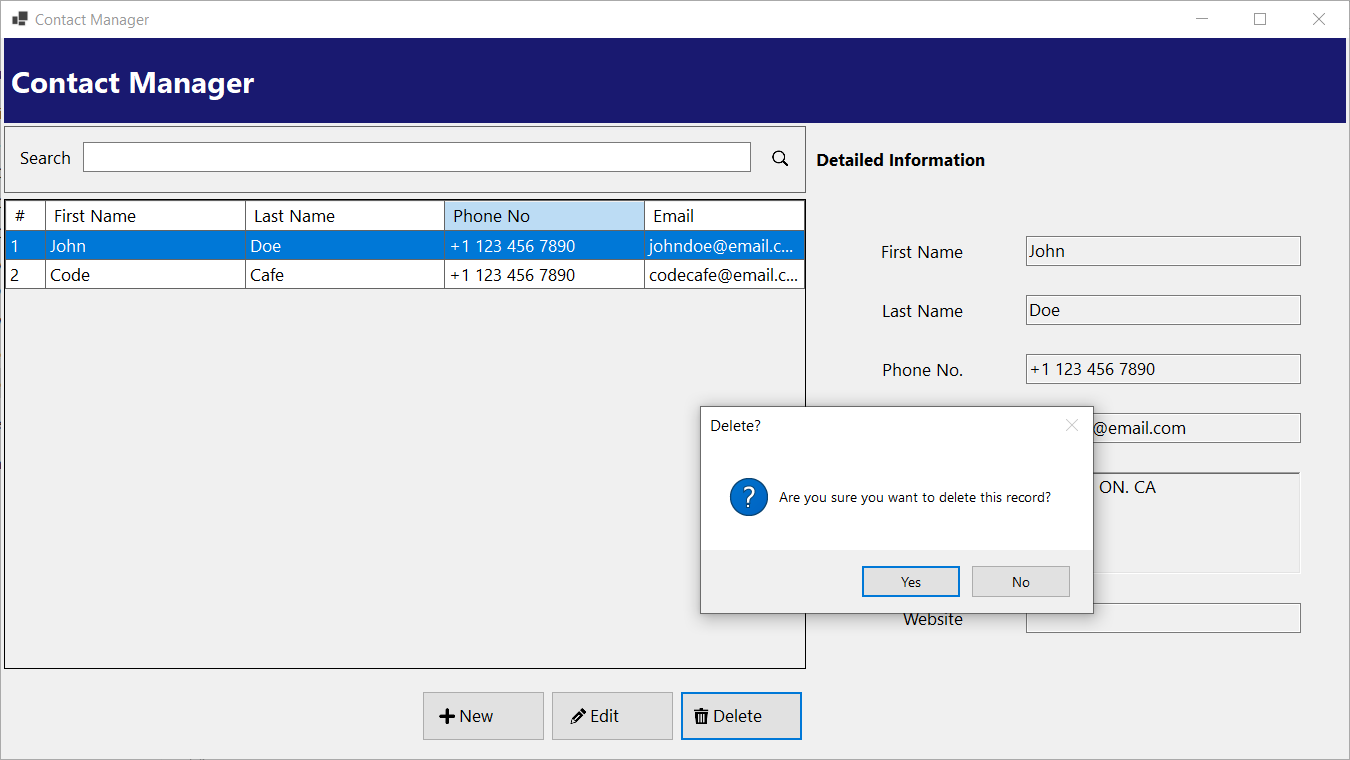 Contact Manager
Contact Manager
Search
Detailed Information
# First Name Last Name Phone No Email
1 John Doe +1 123 456 7890 johndoe@email.c...
2 Code Cafe +1 123 456 7890 codecafe@email.c...
First Name John
Last Name Doe
Phone No. +1 123 456 7890
@email.com
ON. CA
Website
Delete?
? Are you sure you want to delete this record?
Yes No
New Edit Delete